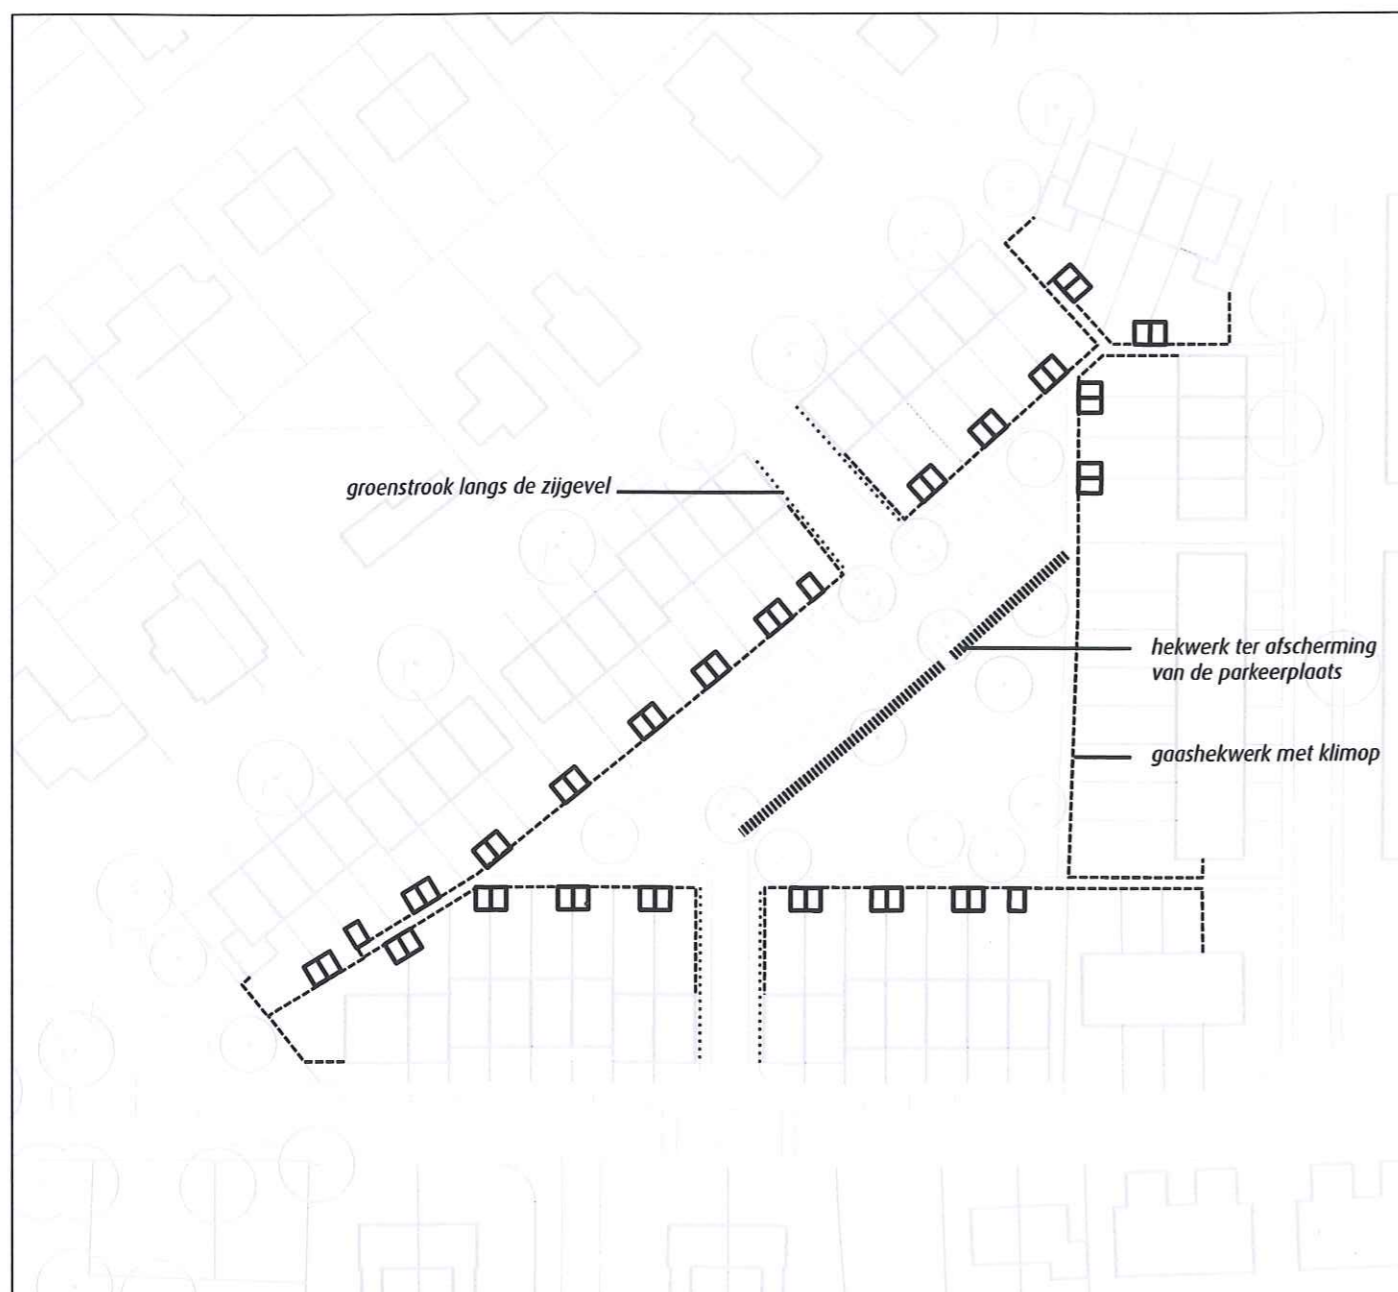 groenstrook langs de zijgevel
hekwerk ter afscherming
van de parkeerplaats
gaashekwerk met klimop